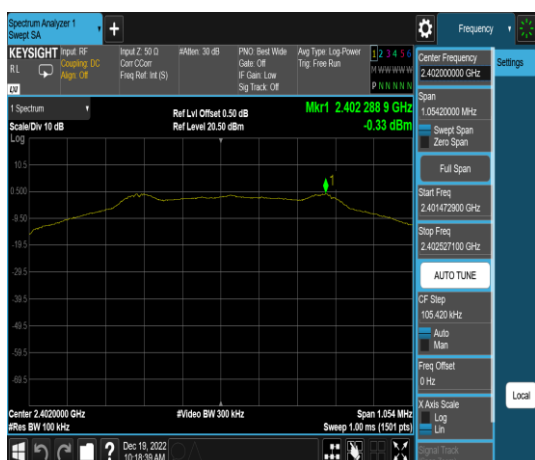 Spectrum Analyzer 1
Swept SA
Frequency
KEYSIGHT
Input: RF
Coupling: DC
Align: Off
Input Z: 50 Ω
Corr CCorr
Freq Ref: Int (S)
#Atten: 30 dB
PNO: Best Wide
Gate: Off
IF Gain: Low
Sig Track: Off
Avg Type: Log-Power
Trig: Free Run
1 2 3 4 5 6
M W W W W W
P N N N N N
R L
LXI
Center Frequency
2.402000000 GHz
Settings
1 Spectrum
Ref Lvl Offset 0.50 dB
Mkr1 2.402 288 9 GHz
Scale/Div 10 dB
Ref Level 20.50 dBm
-0.33 dBm
Log
Span
1.05420000 MHz
Swept Span
Zero Span
Full Span
Start Freq
2.401472900 GHz
Stop Freq
2.402527100 GHz
AUTO TUNE
CF Step
105.420 kHz
Auto
Man
Freq Offset
0 Hz
X Axis Scale
Log
Lin
Local
Signal Track
10.5
0.500
1
-9.50
-19.5
-29.5
-39.5
-49.5
-59.5
-69.5
Center 2.4020000 GHz
#Video BW 300 kHz
Span 1.054 MHz
#Res BW 100 kHz
Sweep 1.00 ms (1501 pts)
Dec 19, 2022
10:18:39 AM